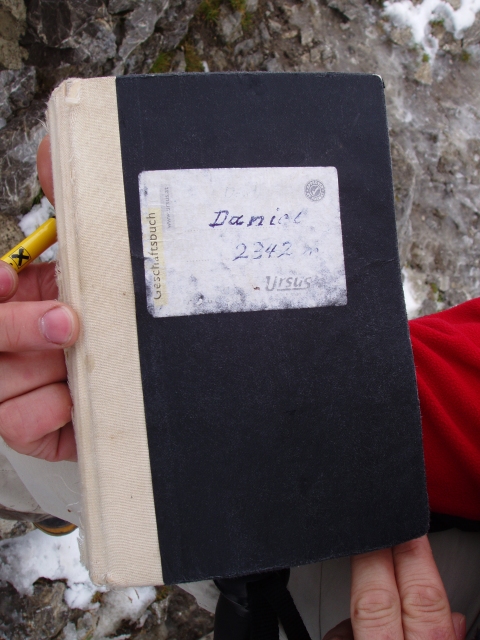 Daniel
2342 m
Ursus
Geschäftsbuch